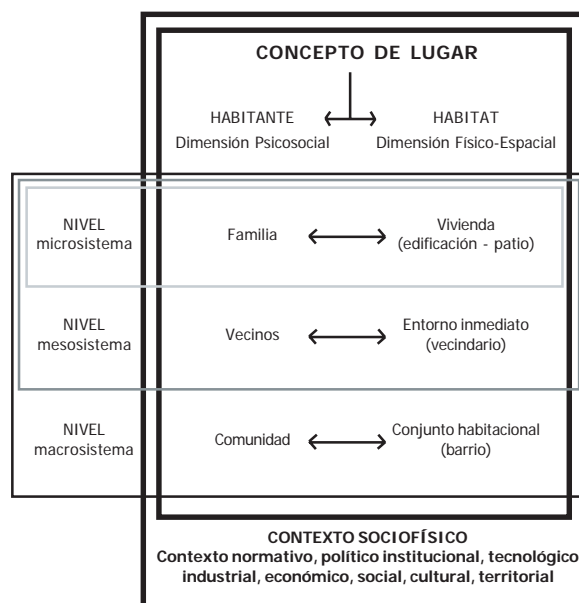 CONCEPTO DE LUGAR
HABITANTE
Dimensión Psicosocial
HABITAT
Dimensión Físico-Espacial
NIVEL
microsistema
Familia
Vivienda
(edificación - patio)
NIVEL
mesosistema
Vecinos
Entorno inmediato
(vecindario)
NIVEL
macrosistema
Comunidad
Conjunto habitacional
(barrio)
CONTEXTO SOCIOFÍSICO
Contexto normativo, político institucional, tecnológico
industrial, económico, social, cultural, territorial